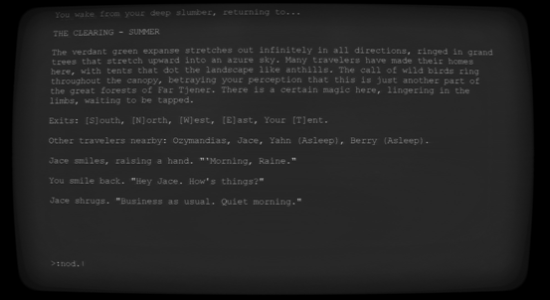 You wake from your deep slumber, returning to...
THE CLEARING - SUMMER
The verdant green expanse stretches out infinitely in all directions, ringed in grand
trees that stretch upward into an azure sky. Many travelers have made their homes
here, with tents that dot the landscape like anthills. The call of wild birds ring
throughout the canopy, betraying your perception that this is just another part of
the great forests of Far Tjener. There is a certain magic here, lingering in the
limbs, waiting to be tapped.
Exits: [S]outh, [N]orth, [W]est, [E]ast, Your [T]ent.
Other travelers nearby: Ozymandias, Jace, Yahn (Asleep), Berry (Asleep).
Jace smiles, raising a hand. "'Morning, Raine."
You smile back. "Hey Jace. How's things?"
Jace shrugs. "Business as usual. Quiet morning."
>:nod.